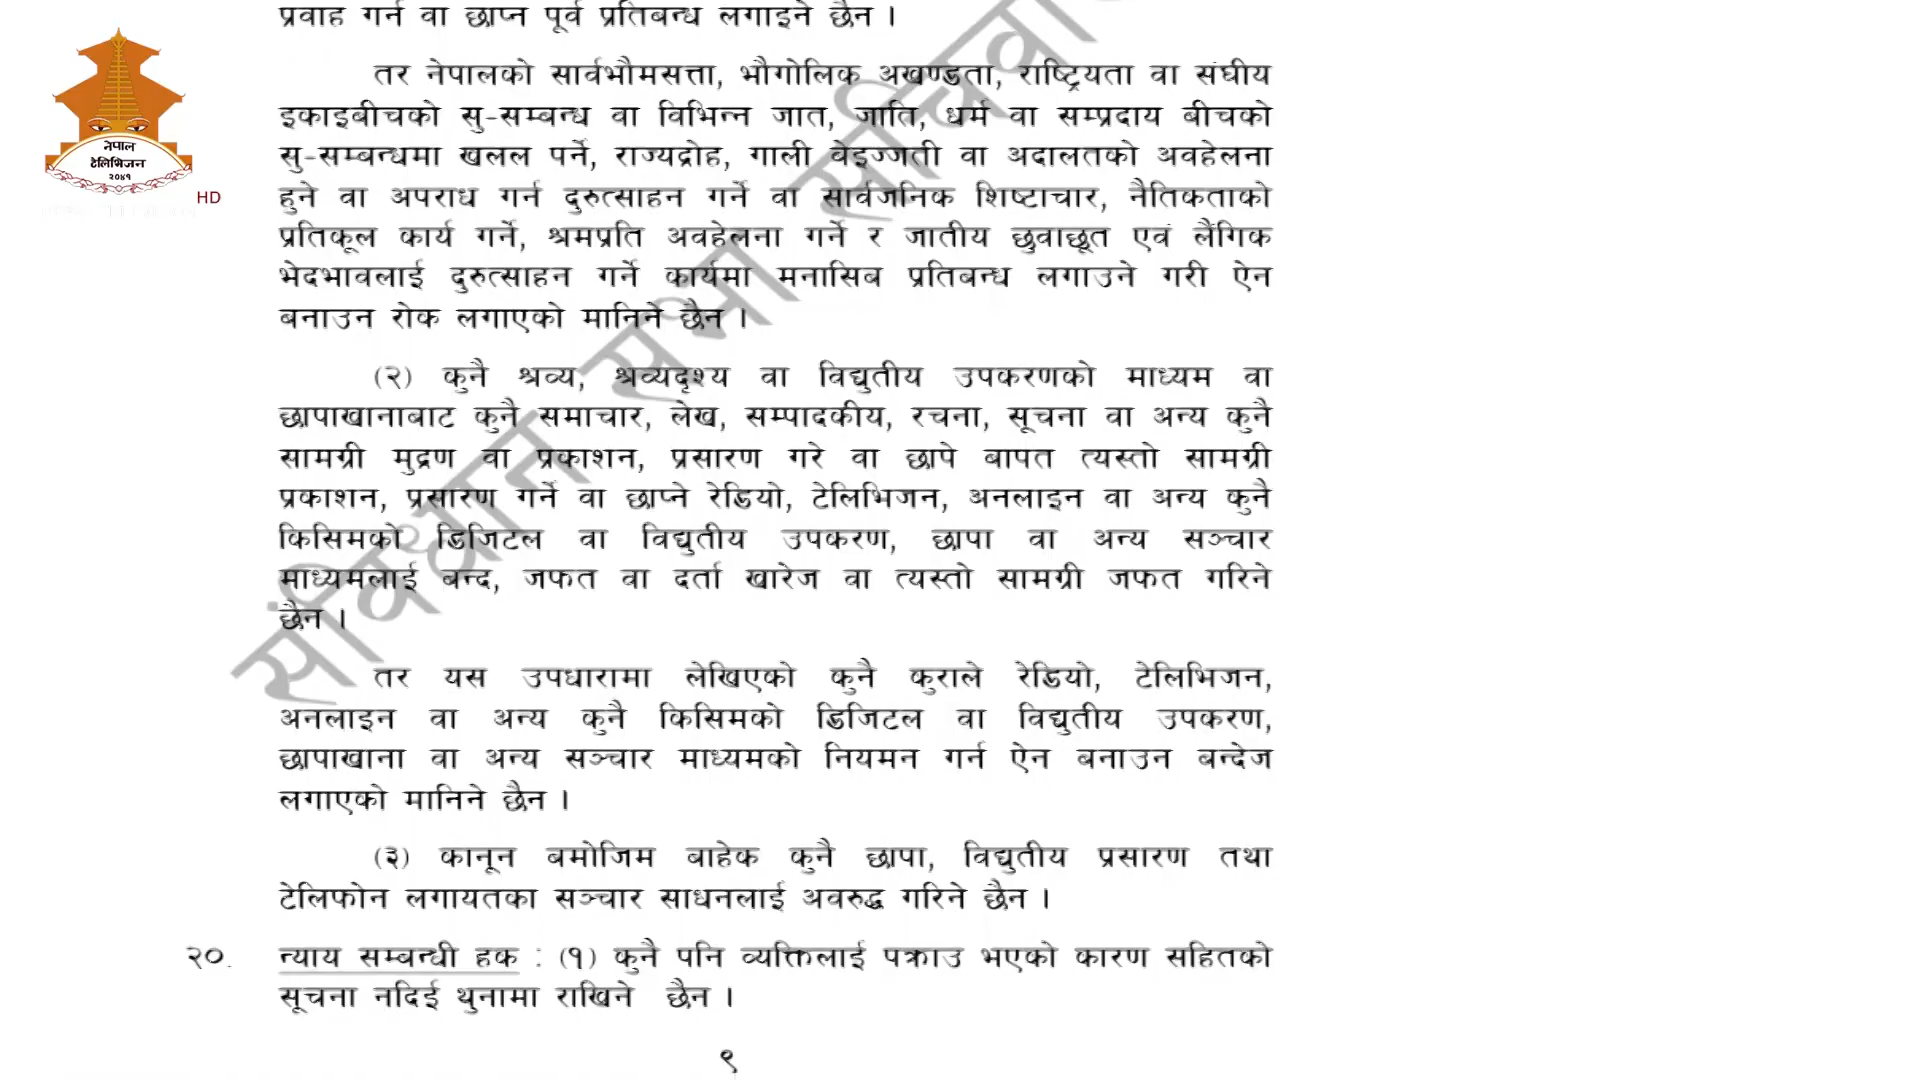 प्रवाह गर्न वा छाप्न पूर्व प्रतिबन्ध लगाइने छैन ।
तर नेपालको सार्वभौमसत्ता, भौगोलिक अखण्डता, राष्ट्रियता वा संघीय
इकाइबीचको सु-सम्बन्ध वा विभिन्न जात, जाति, धर्म वा सम्प्रदाय बीचको
सु-सम्बन्धमा खलल पर्ने, राज्यद्रोह, गाली बेइज्जती वा अदालतको अवहेलना
हुने वा अपराध गर्न दुरुत्साहन गर्ने वा सार्वजनिक शिष्टाचार, नैतिकताको
प्रतिकूल कार्य गर्ने, श्रमप्रति अवहेलना गर्ने र जातीय छुवाछूत एवं लैंगिक
भेदभावलाई दुरुत्साहन गर्ने कार्यमा मनासिब प्रतिबन्ध लगाउने गरी ऐन
बनाउन रोक लगाएको मानिने छैन ।
(२) कुनै श्रव्य, श्रव्यदृश्य वा विद्युतीय उपकरणको माध्यम वा
छापाखानाबाट कुनै समाचार, लेख, सम्पादकीय, रचना, सूचना वा अन्य कुनै
सामग्री मुद्रण वा प्रकाशन, प्रसारण गरे वा छापे बापत त्यस्तो सामग्री
प्रकाशन, प्रसारण गर्ने वा छाप्ने रेडियो, टेलिभिजन, अनलाइन वा अन्य कुनै
किसिमको डिजिटल वा विद्युतीय उपकरण, छापा वा अन्य सञ्चार
माध्यमलाई बन्द, जफत वा दर्ता खारेज वा त्यस्तो सामग्री जफत गरिने
छैन ।
तर यस उपधारामा लेखिएको कुनै कुराले रेडियो, टेलिभिजन,
अनलाइन वा अन्य कुनै किसिमको डिजिटल वा विद्युतीय उपकरण,
छापाखाना वा अन्य सञ्चार माध्यमको नियमन गर्न ऐन बनाउन बन्देज
लगाएको मानिने छैन ।
(३) कानून बमोजिम बाहेक कुनै छापा, विद्युतीय प्रसारण तथा
टेलिफोन लगायतका सञ्चार साधनलाई अवरुद्ध गरिने छैन ।
२०. न्याय सम्बन्धी हक : (१) कुनै पनि व्यक्तिलाई पक्राउ भएको कारण सहितको
सूचना नदिई थुनामा राखिने छैन ।
९
नेपाल
टेलिभिजन
२०४१
HD
संविधान सभा